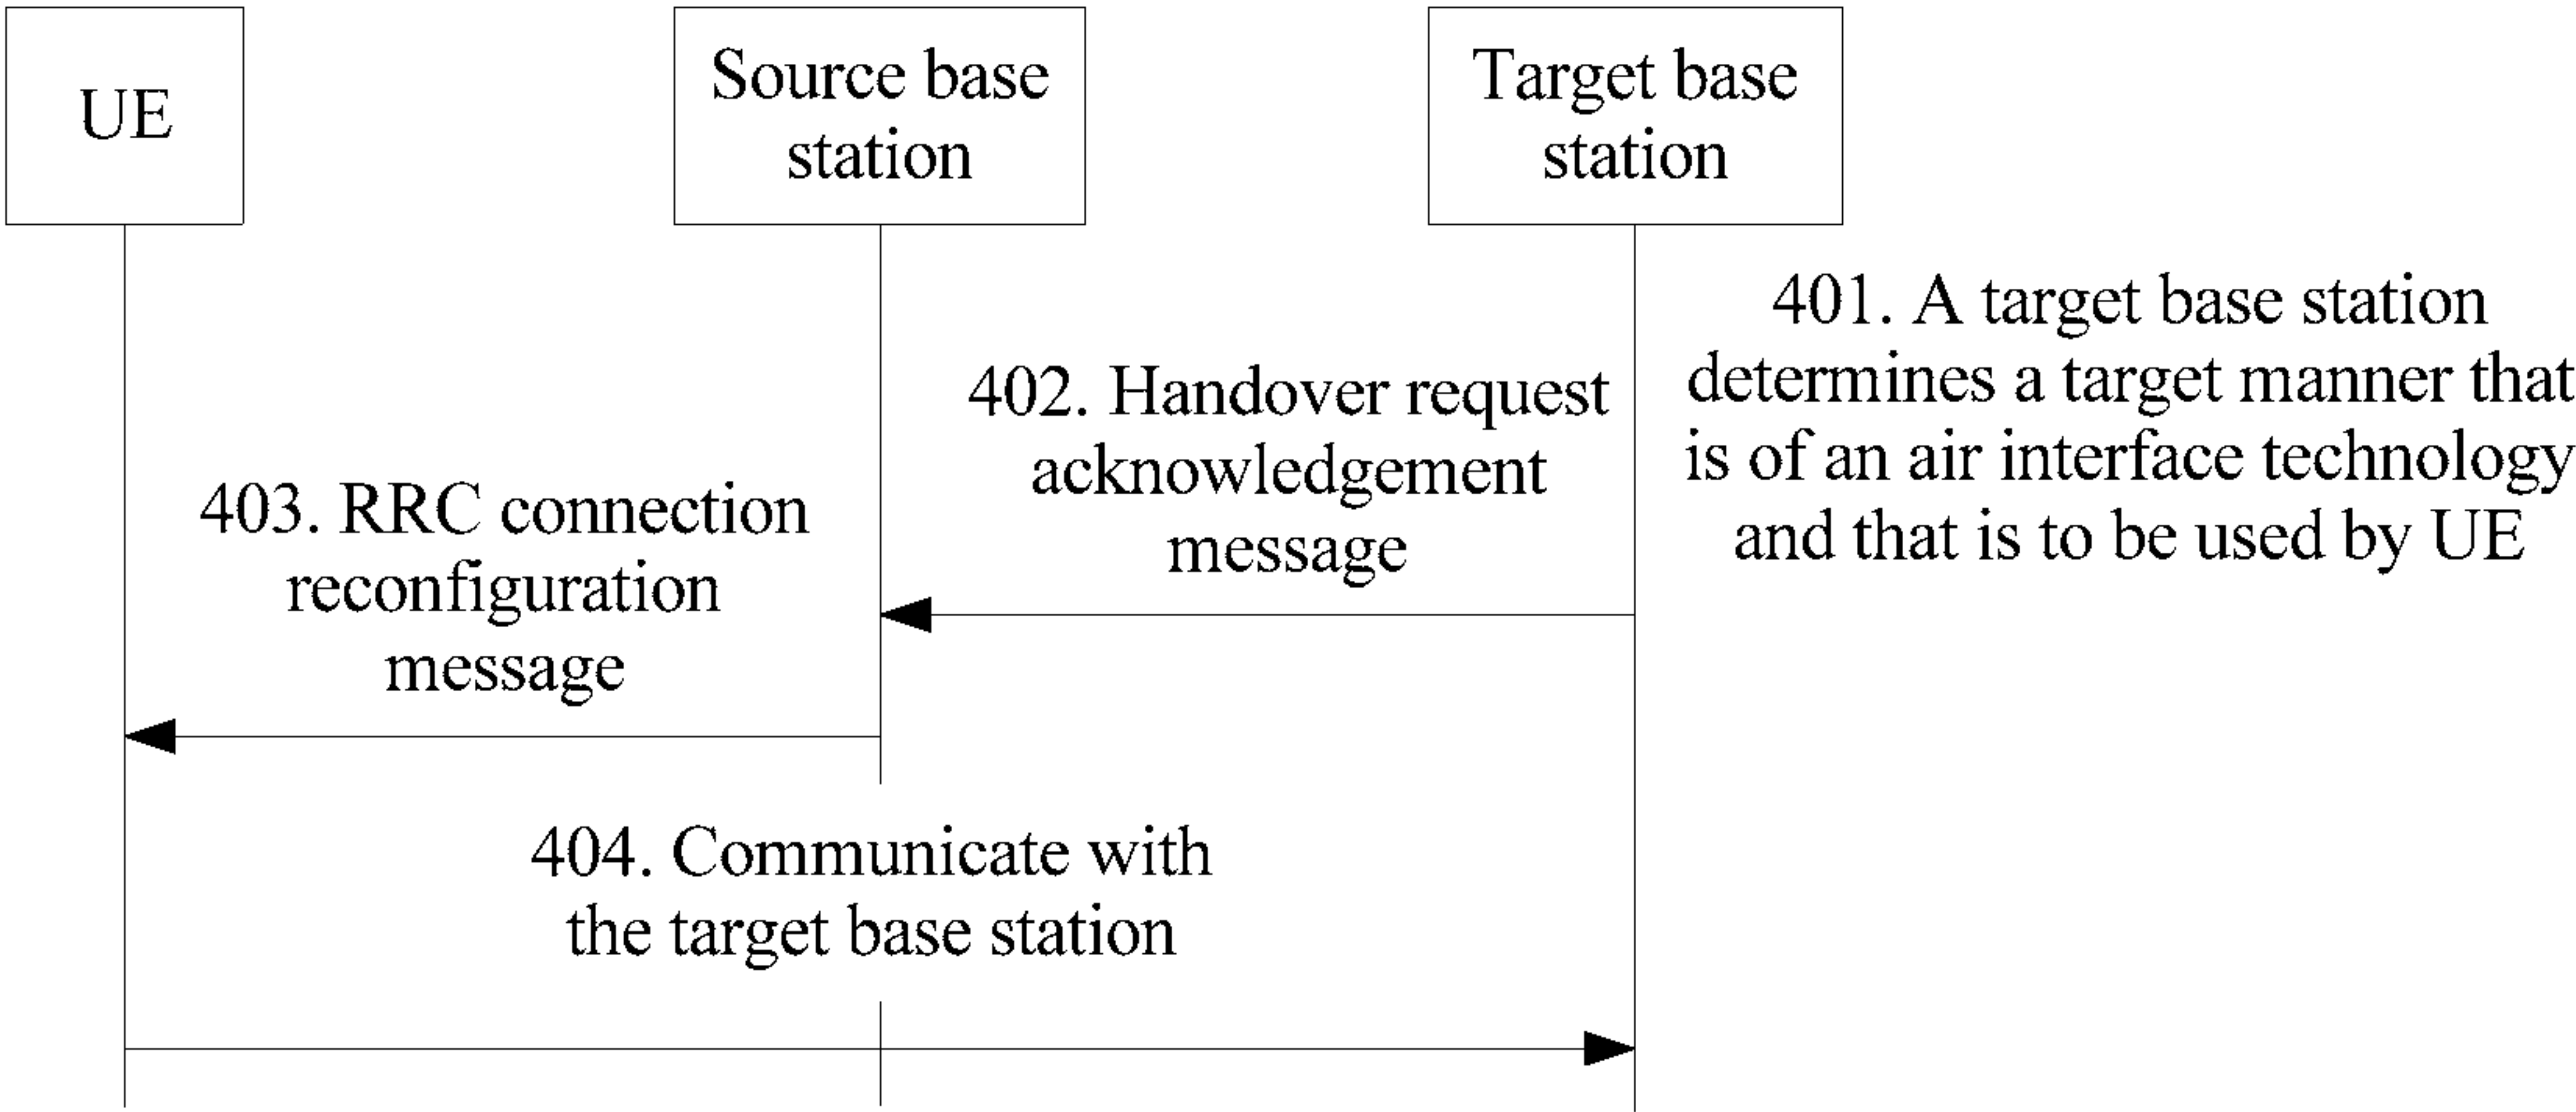 UE
Source base
station
Target base
station
401. A target base station
determines a target manner that
is of an air interface technology
and that is to be used by UE
402. Handover request
acknowledgement
message
403. RRC connection
reconfiguration
message
404. Communicate with
the target base station